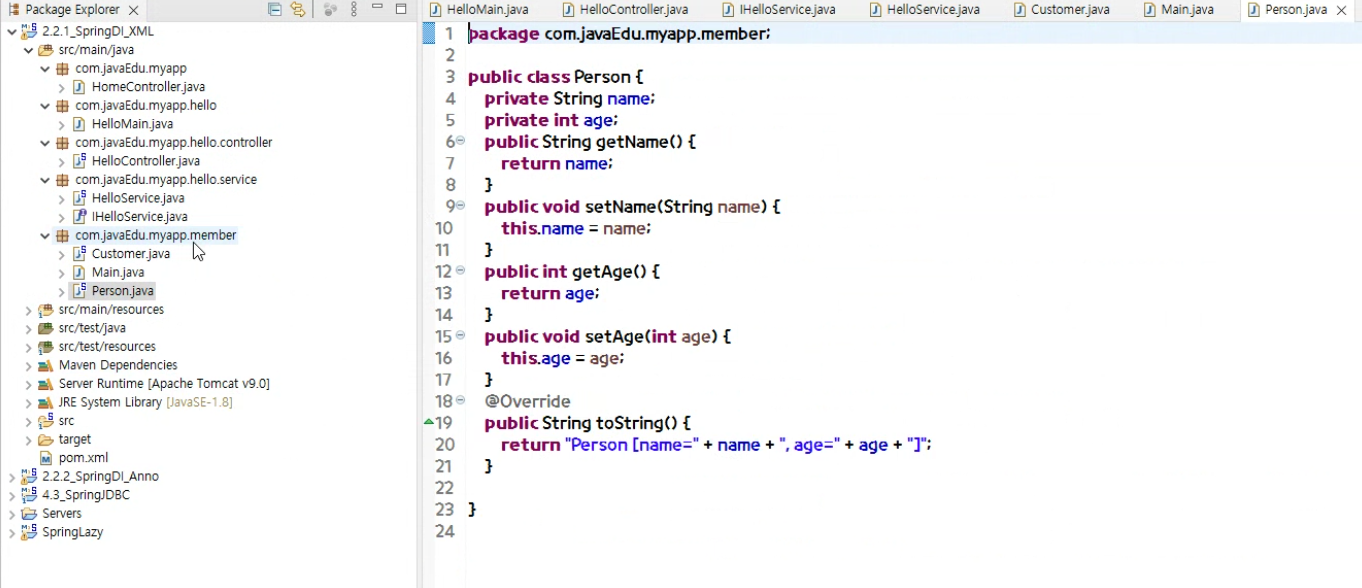 Package Explorer
2.2.1_SpringDI_XML
src/main/java
com.javaEdu.myapp
HomeController.java
com.javaEdu.myapp.hello
HelloMain.java
com.javaEdu.myapp.hello.controller
HelloController.java
com.javaEdu.myapp.hello.service
HelloService.java
IHelloService.java
com.javaEdu.myapp.member
Customer.java
Main.java
Person.java
src/main/resources
src/test/java
src/test/resources
Maven Dependencies
Server Runtime [Apache Tomcat v9.0]
JRE System Library [JavaSE-1.8]
src
target
pom.xml
2.2.2_SpringDI_Anno
4.3_SpringJDBC
Servers
SpringLazy
HelloMain.java HelloController.java IHelloService.java HelloService.java Customer.java Main.java Person.java
1 package com.javaEdu.myapp.member;
2
3 public class Person {
4 private String name;
5 private int age;
6 public String getName() {
7 return name;
8 }
9 public void setName(String name) {
10 this.name = name;
11 }
12 public int getAge() {
13 return age;
14 }
15 public void setAge(int age) {
16 this.age = age;
17 }
18 @Override
19 public String toString() {
20 return "Person [name=" + name + ", age=" + age + "]";
21 }
22
23 }
24